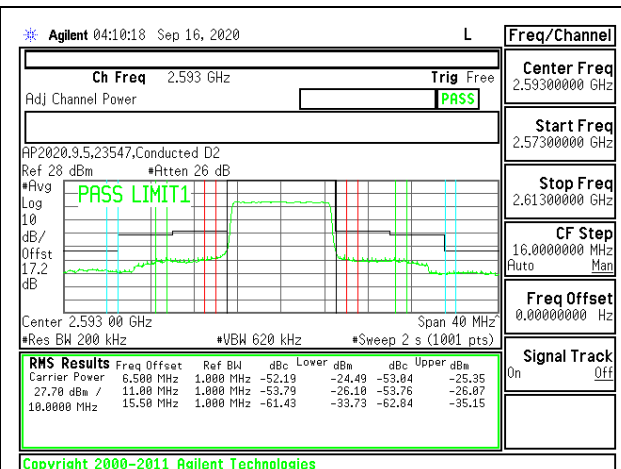 Agilent 04:10:18 Sep 16, 2020 L
Freq/Channel
Ch Freq 2.593 GHz Trig Free
Adj Channel Power PASS
Center Freq
2.59300000 GHz
Start Freq
2.57300000 GHz
Stop Freq
2.61300000 GHz
CF Step
16.0000000 MHz
Auto Man
Freq Offset
0.00000000 Hz
Signal Track
On Off
AP2020.9.5,23547,Conducted D2
Ref 28 dBm #Atten 26 dB
#Avg
Log
10
dB/
Offst
17.2
dB
PASS LIMIT1
Center 2.593 00 GHz Span 40 MHz
#Res BW 200 kHz #VBW 620 kHz #Sweep 2 s (1001 pts)
RMS Results Freq Offset Ref BW dBc Lower dBm dBc Upper dBm
Carrier Power 6.500 MHz 1.000 MHz -52.19 -24.49 -53.04 -25.35
27.70 dBm / 11.00 MHz 1.000 MHz -53.79 -26.10 -53.76 -26.07
10.0000 MHz 15.50 MHz 1.000 MHz -61.43 -33.73 -62.84 -35.15
Copyright 2000-2011 Agilent Technologies